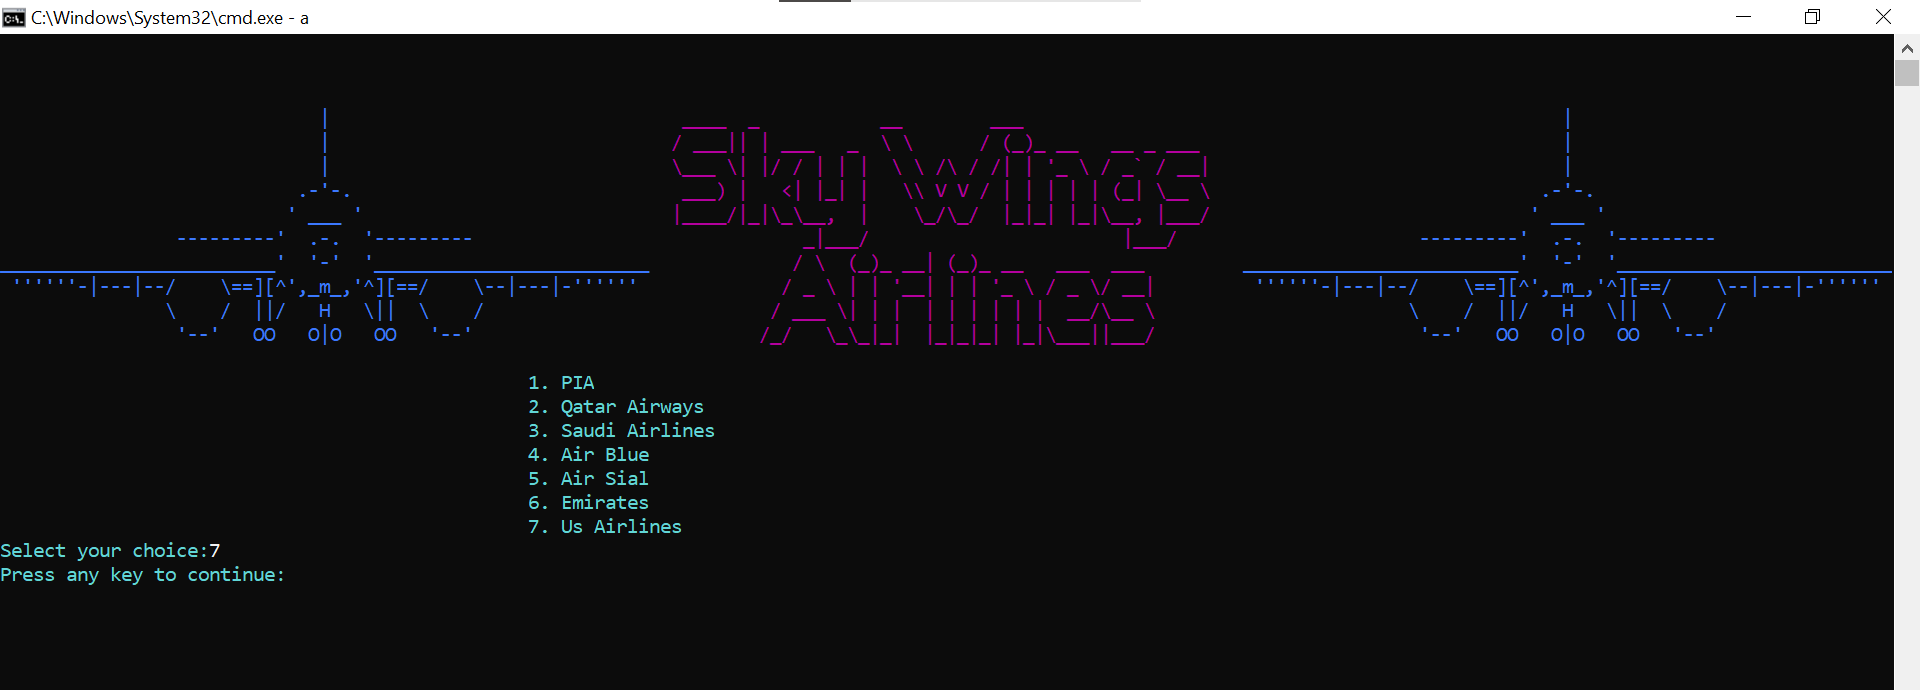 C:\Windows\System32\cmd.exe - a
Sky Wings
Airlines
1. PIA
2. Qatar Airways
3. Saudi Airlines
4. Air Blue
5. Air Sial
6. Emirates
7. Us Airlines
Select your choice:7
Press any key to continue: